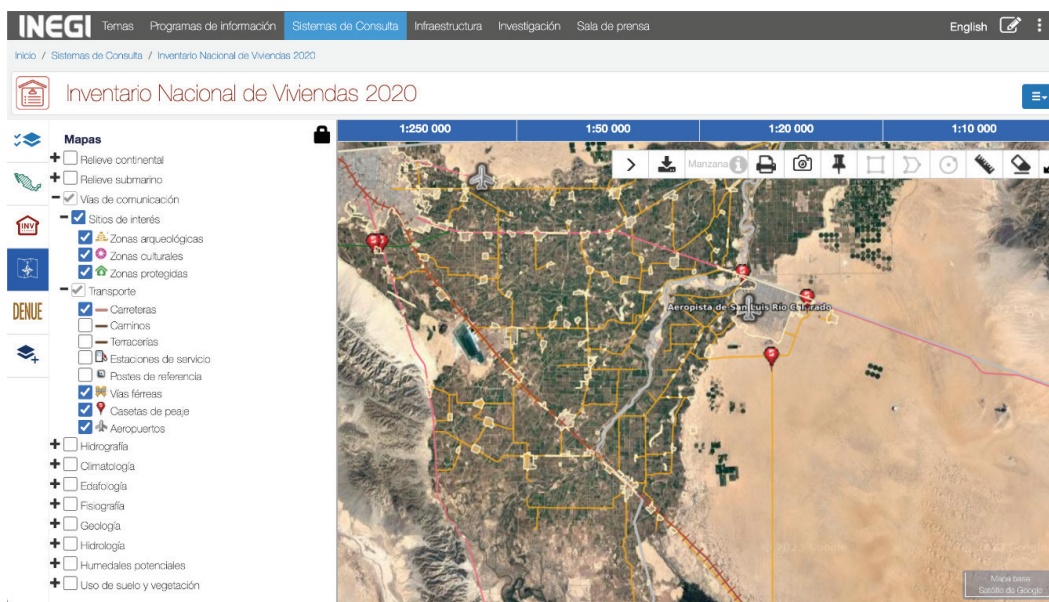 INEGI Temas Programas de información Sistemas de Consulta Infraestructura Investigación Sala de prensa English
Inicio / Sistemas de Consulta / Inventario Nacional de Viviendas 2020
Inventario Nacional de Viviendas 2020
1:250 000 1:50 000 1:20 000 1:10 000
Mapas
Relieve continental
Manzana
Relieve submarino
Vías de comunicación
INV
Sitios de interés
Zonas arqueológicas
Zonas culturales
Zonas protegidas
Transporte
DENUE
Carreteras
Caminos
Terracerías
Estaciones de servicio
Postes de referencia
Vías férreas
Casetas de peaje
Aeropuertos
Hidrografía
Climatología
Edafología
Fisiografía
Geología
Hidrología
Humedales potenciales
Uso de suelo y vegetación
Aeropista de San Luis Río Colorado
Mapa base
Satélite de Google